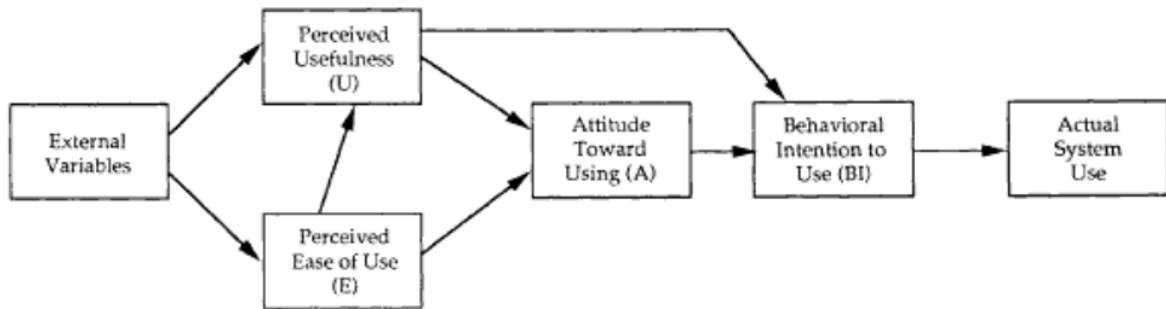 External
Variables
Perceived
Usefulness
(U)
Perceived
Ease of Use
(E)
Attitude
Toward
Using (A)
Behavioral
Intention to
Use (BI)
Actual
System
Use